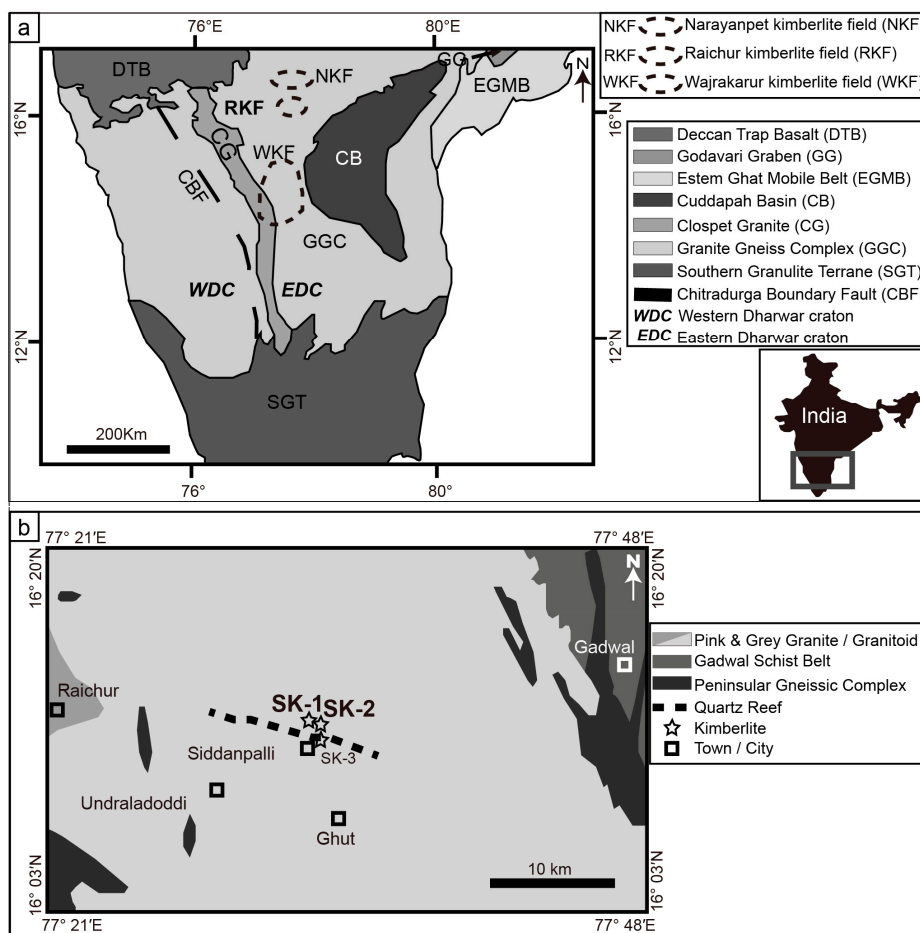 a
76°
80°
NKF Narayanpet kimberlite field (NKF
RKF Raichur kimberlite field (RKF)
WKF Wajrakarur kimberlite field (WKF)
DTB
GG
N
NKF
EGMB
RKF
16°N
16°N
CG
WKF
CB
CBF
GGC
WDC
EDC
12°N
12°N
SGT
200Km
76°
80°
Deccan Trap Basalt (DTB)
Godavari Graben (GG)
Estem Ghat Mobile Belt (EGMB)
Cuddapah Basin (CB)
Clospet Granite (CG)
Granite Gneiss Complex (GGC)
Southern Granulite Terrane (SGT)
Chitradurga Boundary Fault (CBF)
WDC Western Dharwar craton
EDC Eastern Dharwar craton
India
b
77° 21'E
77° 48'E
16° 20'N
16° 20'N
N
Gadwal
Raichur
SK-1
SK-2
Siddanpalli
SK-3
Undraladoddi
Ghut
10 km
16° 03'N
16° 03'N
77° 21'E
77° 48'E
Pink & Grey Granite / Granitoid
Gadwal Schist Belt
Peninsular Gneissic Complex
Quartz Reef
Kimberlite
Town / City